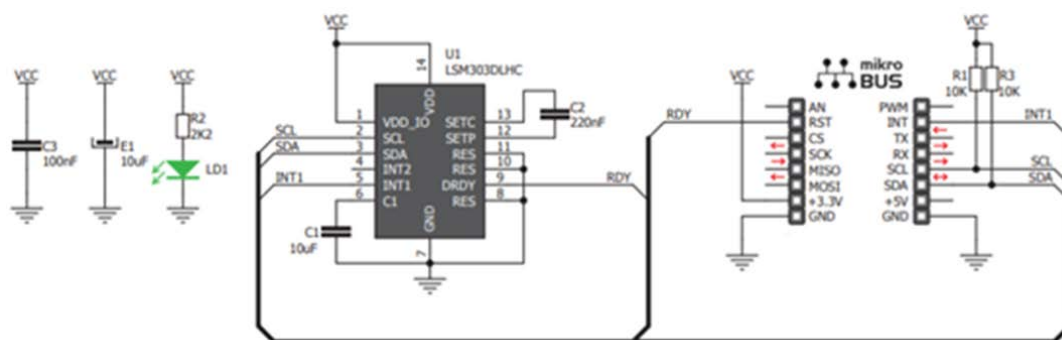 VCC
C3
100nF
VCC
E1
10uF
VCC
R2
2K2
LD1
VCC
U1
LSM303DLHC
14
VDD
1
VDD_IO
SCL
2
SCL
SDA
3
SDA
4
INT2
INT1
5
INT1
6
C1
C1
10uF
GND
7
SETC
13
SETP
12
C2
220nF
RES
11
RES
10
DRDY
9
RDY
RES
8
RDY
VCC
mikro
BUS
AN
RST
CS
SCK
MISO
MOSI
+3.3V
GND
VCC
R1
10K
R3
10K
PWM
INT
INT1
TX
RX
SCL
SCL
SDA
SDA
+5V
GND